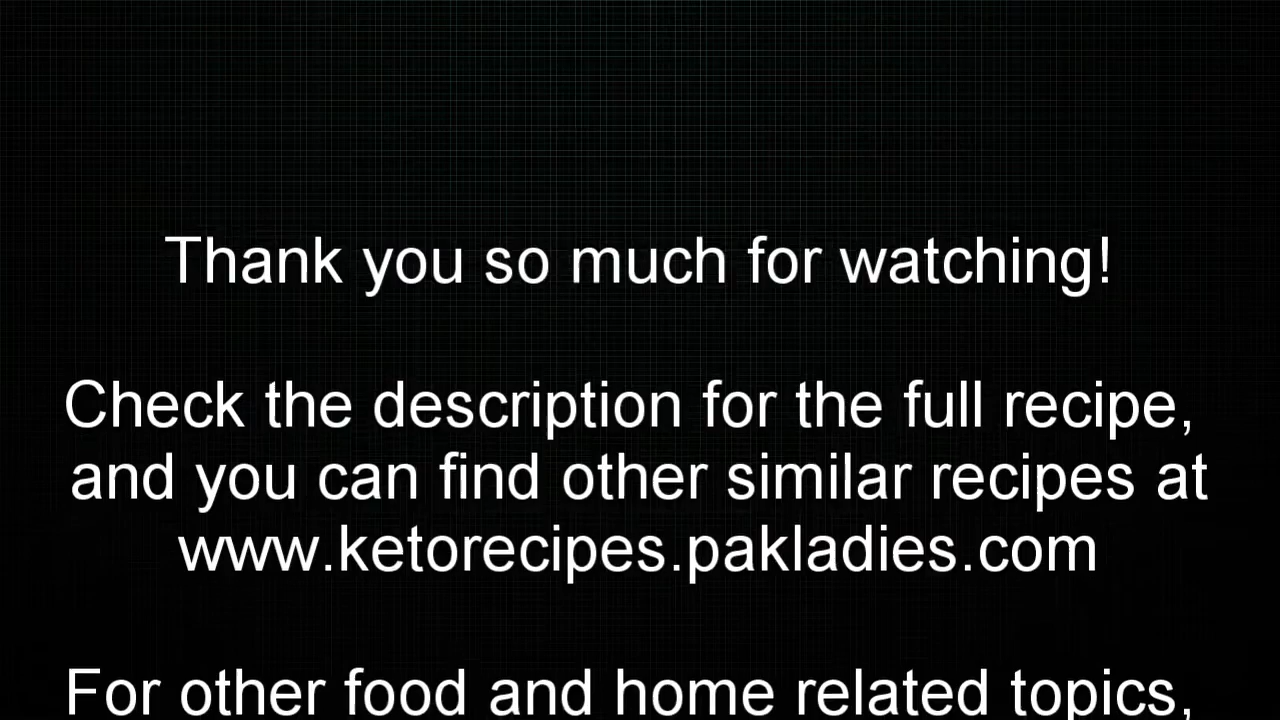 Thank you so much for watching!
Check the description for the full recipe,
and you can find other similar recipes at
www.ketorecipes.pakladies.com
For other food and home related topics,